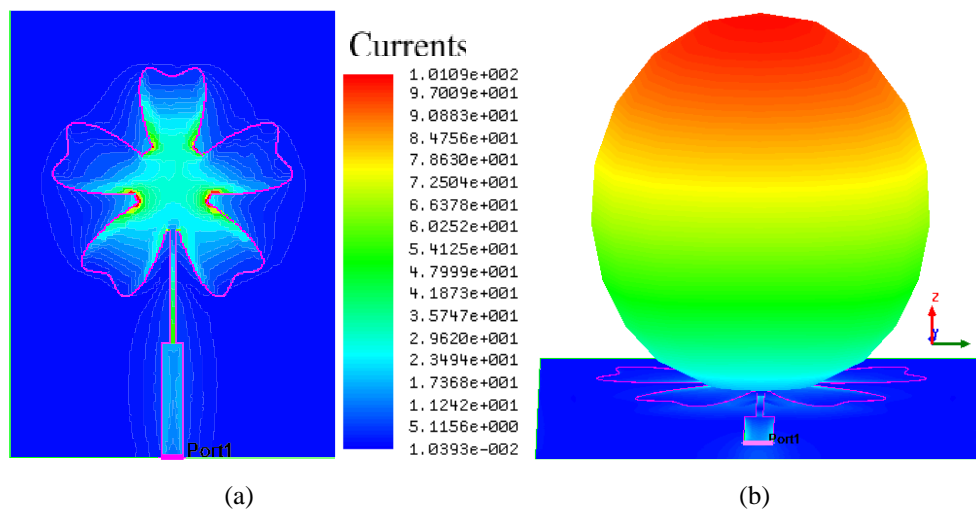 Currents
1.0109e+002
9.7009e+001
9.0883e+001
8.4756e+001
7.8630e+001
7.2504e+001
6.6378e+001
6.0252e+001
5.4125e+001
4.7999e+001
4.1873e+001
3.5747e+001
2.9620e+001
2.3494e+001
1.7368e+001
1.1242e+001
5.1156e+000
1.0393e-002
Port1
Z
Y
Port1
(a)
(b)